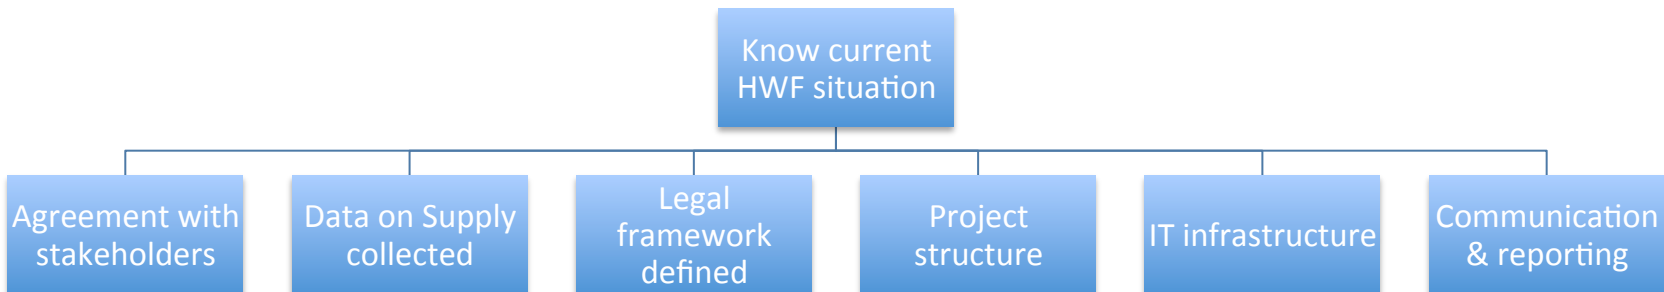 Know current
HWF situation
Agreement with
stakeholders
Data on Supply
collected
Legal
framework
defined
Project
structure
IT infrastructure
Communication
& reporting